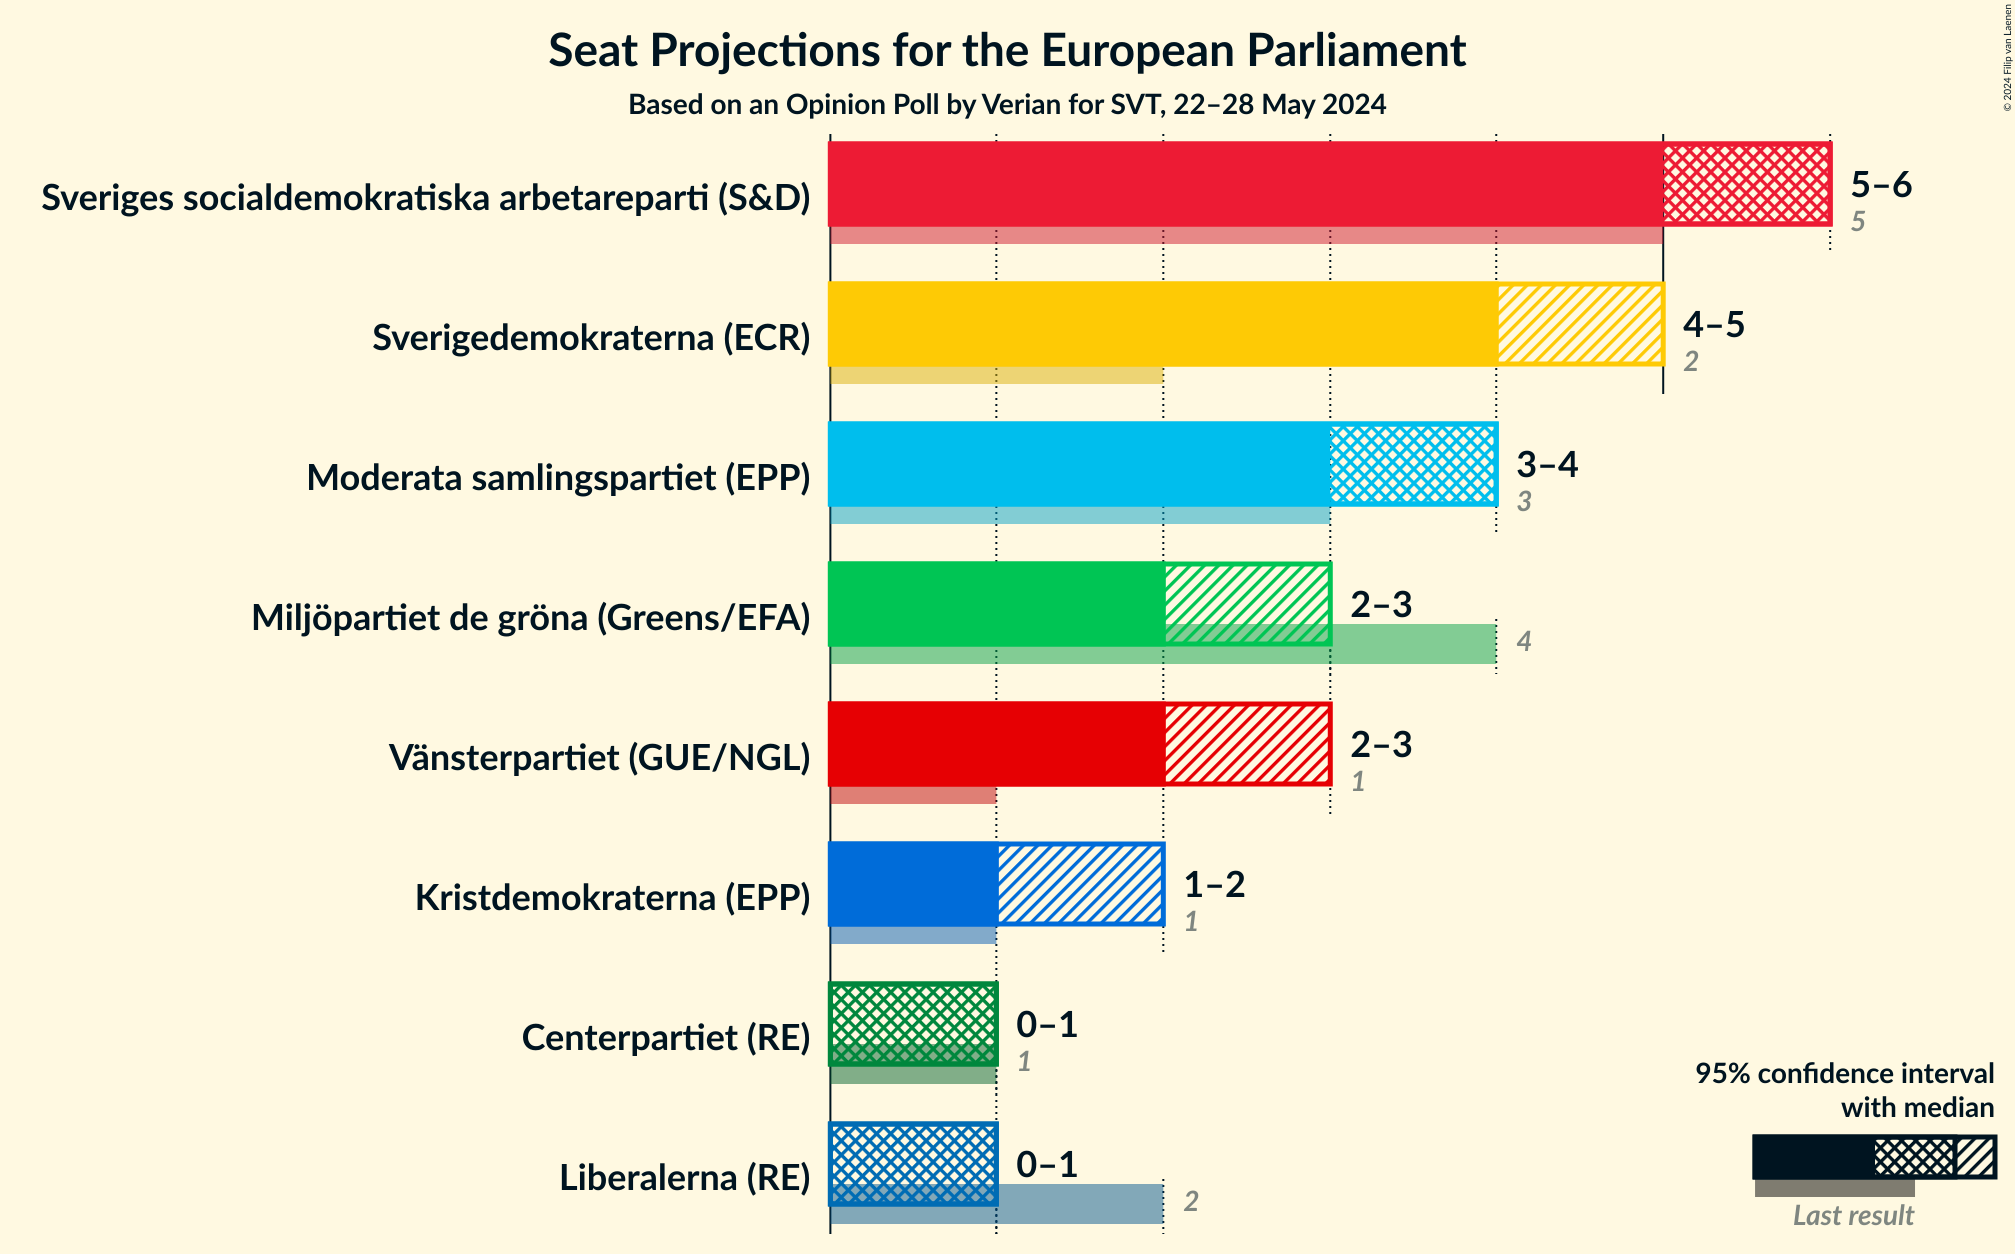 Seat Projections for the European Parliament
Based on an Opinion Poll by Verian for SVT, 22–28 May 2024
© 2024 Filip van Laenen
Sveriges socialdemokratiska arbetareparti (S&D)
5–6
5
Sverigedemokraterna (ECR)
4–5
2
Moderata samlingspartiet (EPP)
3–4
3
Miljöpartiet de gröna (Greens/EFA)
2–3
4
Vänsterpartiet (GUE/NGL)
2–3
1
Kristdemokraterna (EPP)
1–2
1
Centerpartiet (RE)
0–1
1
Liberalerna (RE)
0–1
2
95% confidence interval
with median
Last result